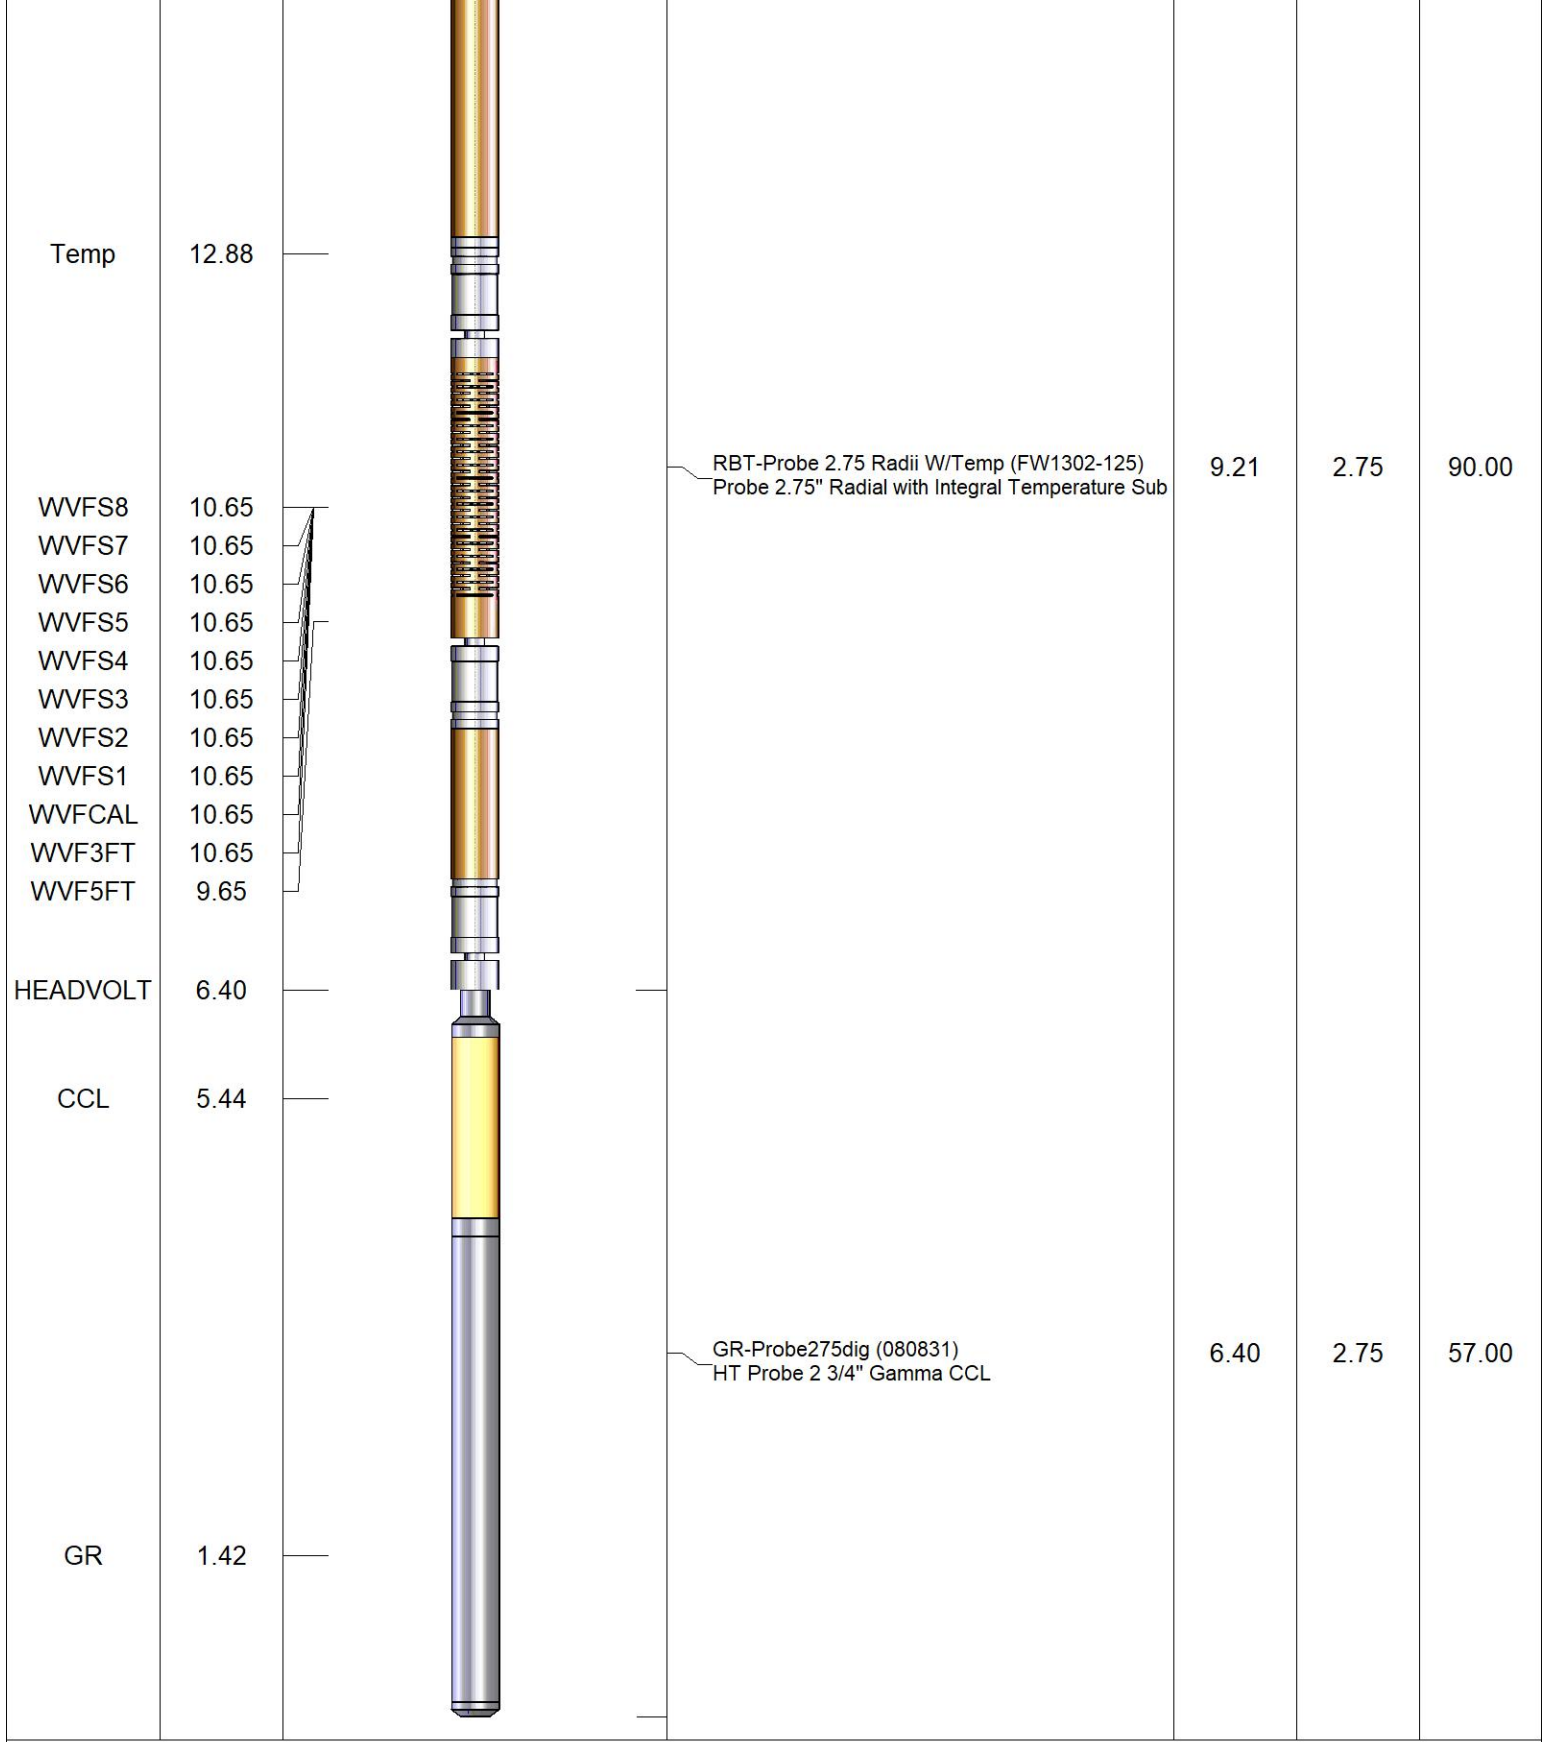 Temp 12.88
RBT-Probe 2.75 Radii W/Temp (FW1302-125) 9.21 2.75 90.00
Probe 2.75" Radial with Integral Temperature Sub
WVFS8 10.65
WVFS7 10.65
WVFS6 10.65
WVFS5 10.65
WVFS4 10.65
WVFS3 10.65
WVFS2 10.65
WVFS1 10.65
WVFCAL 10.65
WVF3FT 10.65
WVF5FT 9.65
HEADVOLT 6.40
CCL 5.44
GR-Probe275dig (080831) 6.40 2.75 57.00
HT Probe 2 3/4" Gamma CCL
GR 1.42